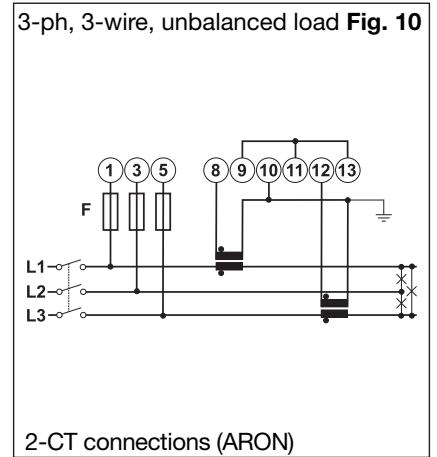 3-ph, 3-wire, unbalanced load Fig. 10
1 3 5 8 9 10 11 12 13
F
L1
L2
L3
2-CT connections (ARON)